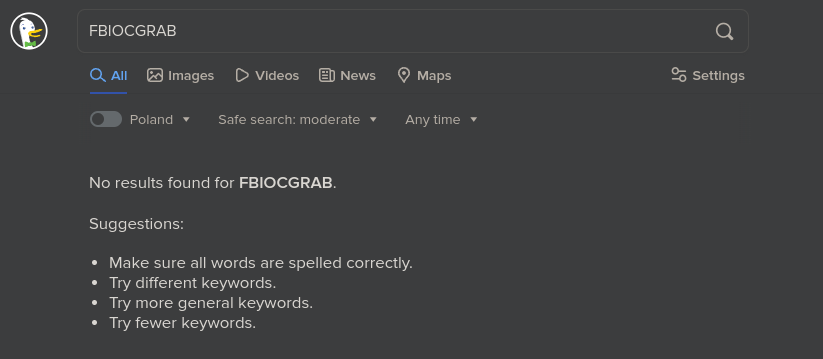 FBIOCGRAB
All Images Videos News Maps Settings
Poland Safe search: moderate Any time
No results found for FBIOCGRAB.
Suggestions:
Make sure all words are spelled correctly.
Try different keywords.
Try more general keywords.
Try fewer keywords.